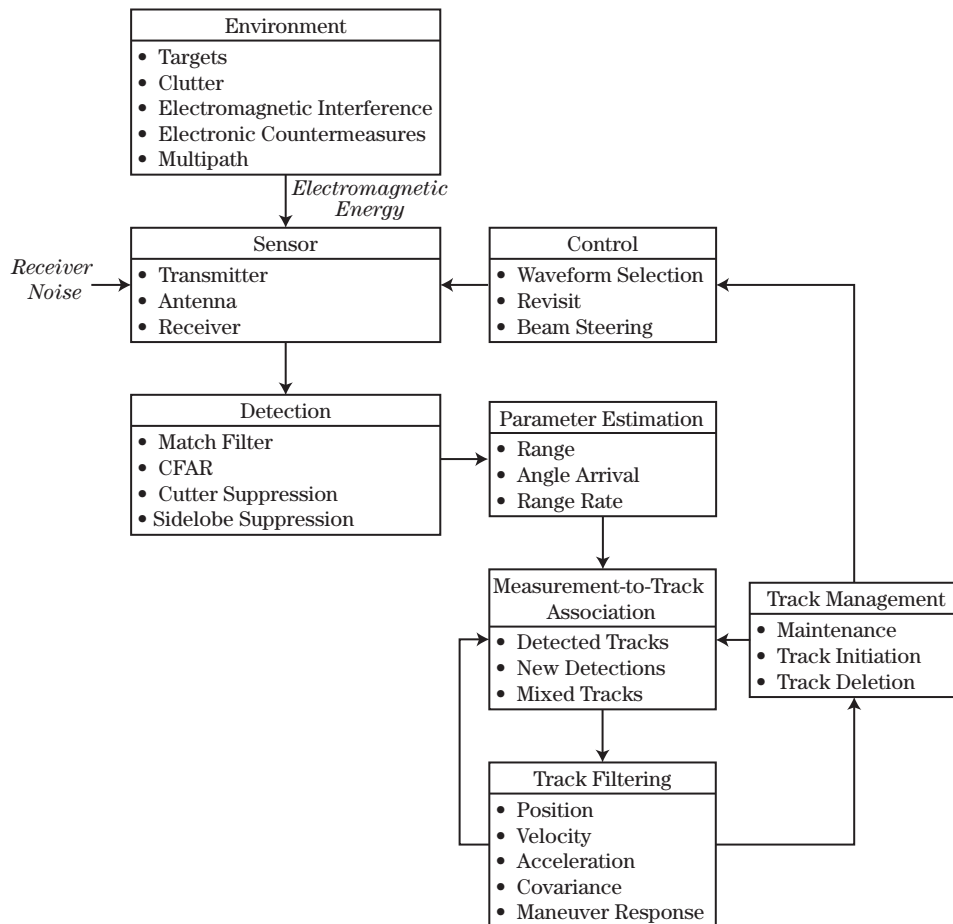 Environment
• Targets
• Clutter
• Electromagnetic Interference
• Electronic Countermeasures
• Multipath
Electromagnetic
Energy
Receiver
Noise
Sensor
• Transmitter
• Antenna
• Receiver
Control
• Waveform Selection
• Revisit
• Beam Steering
Detection
• Match Filter
• CFAR
• Cutter Suppression
• Sidelobe Suppression
Parameter Estimation
• Range
• Angle Arrival
• Range Rate
Measurement-to-Track
Association
• Detected Tracks
• New Detections
• Mixed Tracks
Track Management
• Maintenance
• Track Initiation
• Track Deletion
Track Filtering
• Position
• Velocity
• Acceleration
• Covariance
• Maneuver Response